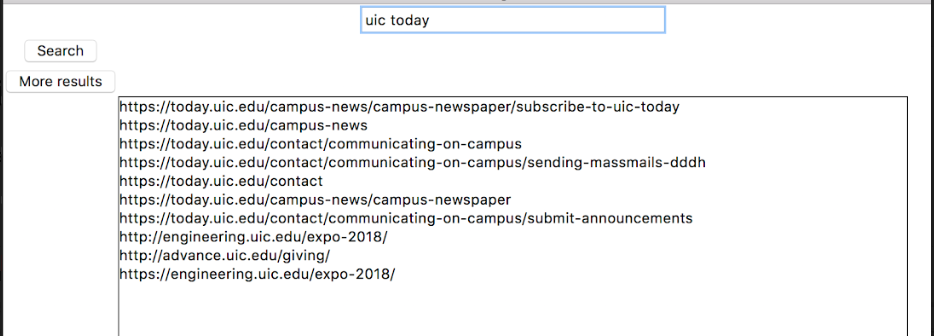 uic today
Search
More results
https://today.uic.edu/campus-news/campus-newspaper/subscribe-to-uic-today
https://today.uic.edu/campus-news
https://today.uic.edu/contact/communicating-on-campus
https://today.uic.edu/contact/communicating-on-campus/sending-massmails-dddh
https://today.uic.edu/contact
https://today.uic.edu/campus-news/campus-newspaper
https://today.uic.edu/contact/communicating-on-campus/submit-announcements
http://engineering.uic.edu/expo-2018/
http://advance.uic.edu/giving/
https://engineering.uic.edu/expo-2018/